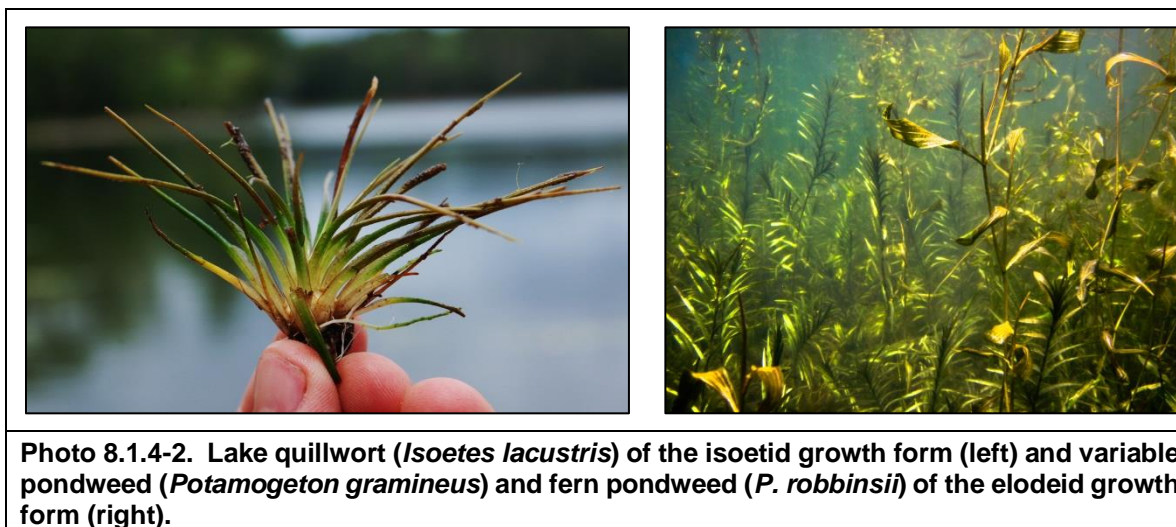 Photo 8.1.4-2. Lake quillwort (Isoetes lacustris) of the isoetid growth form (left) and variable
pondweed (Potamogeton gramineus) and fern pondweed (P. robbinsii) of the elodeid growth
form (right).